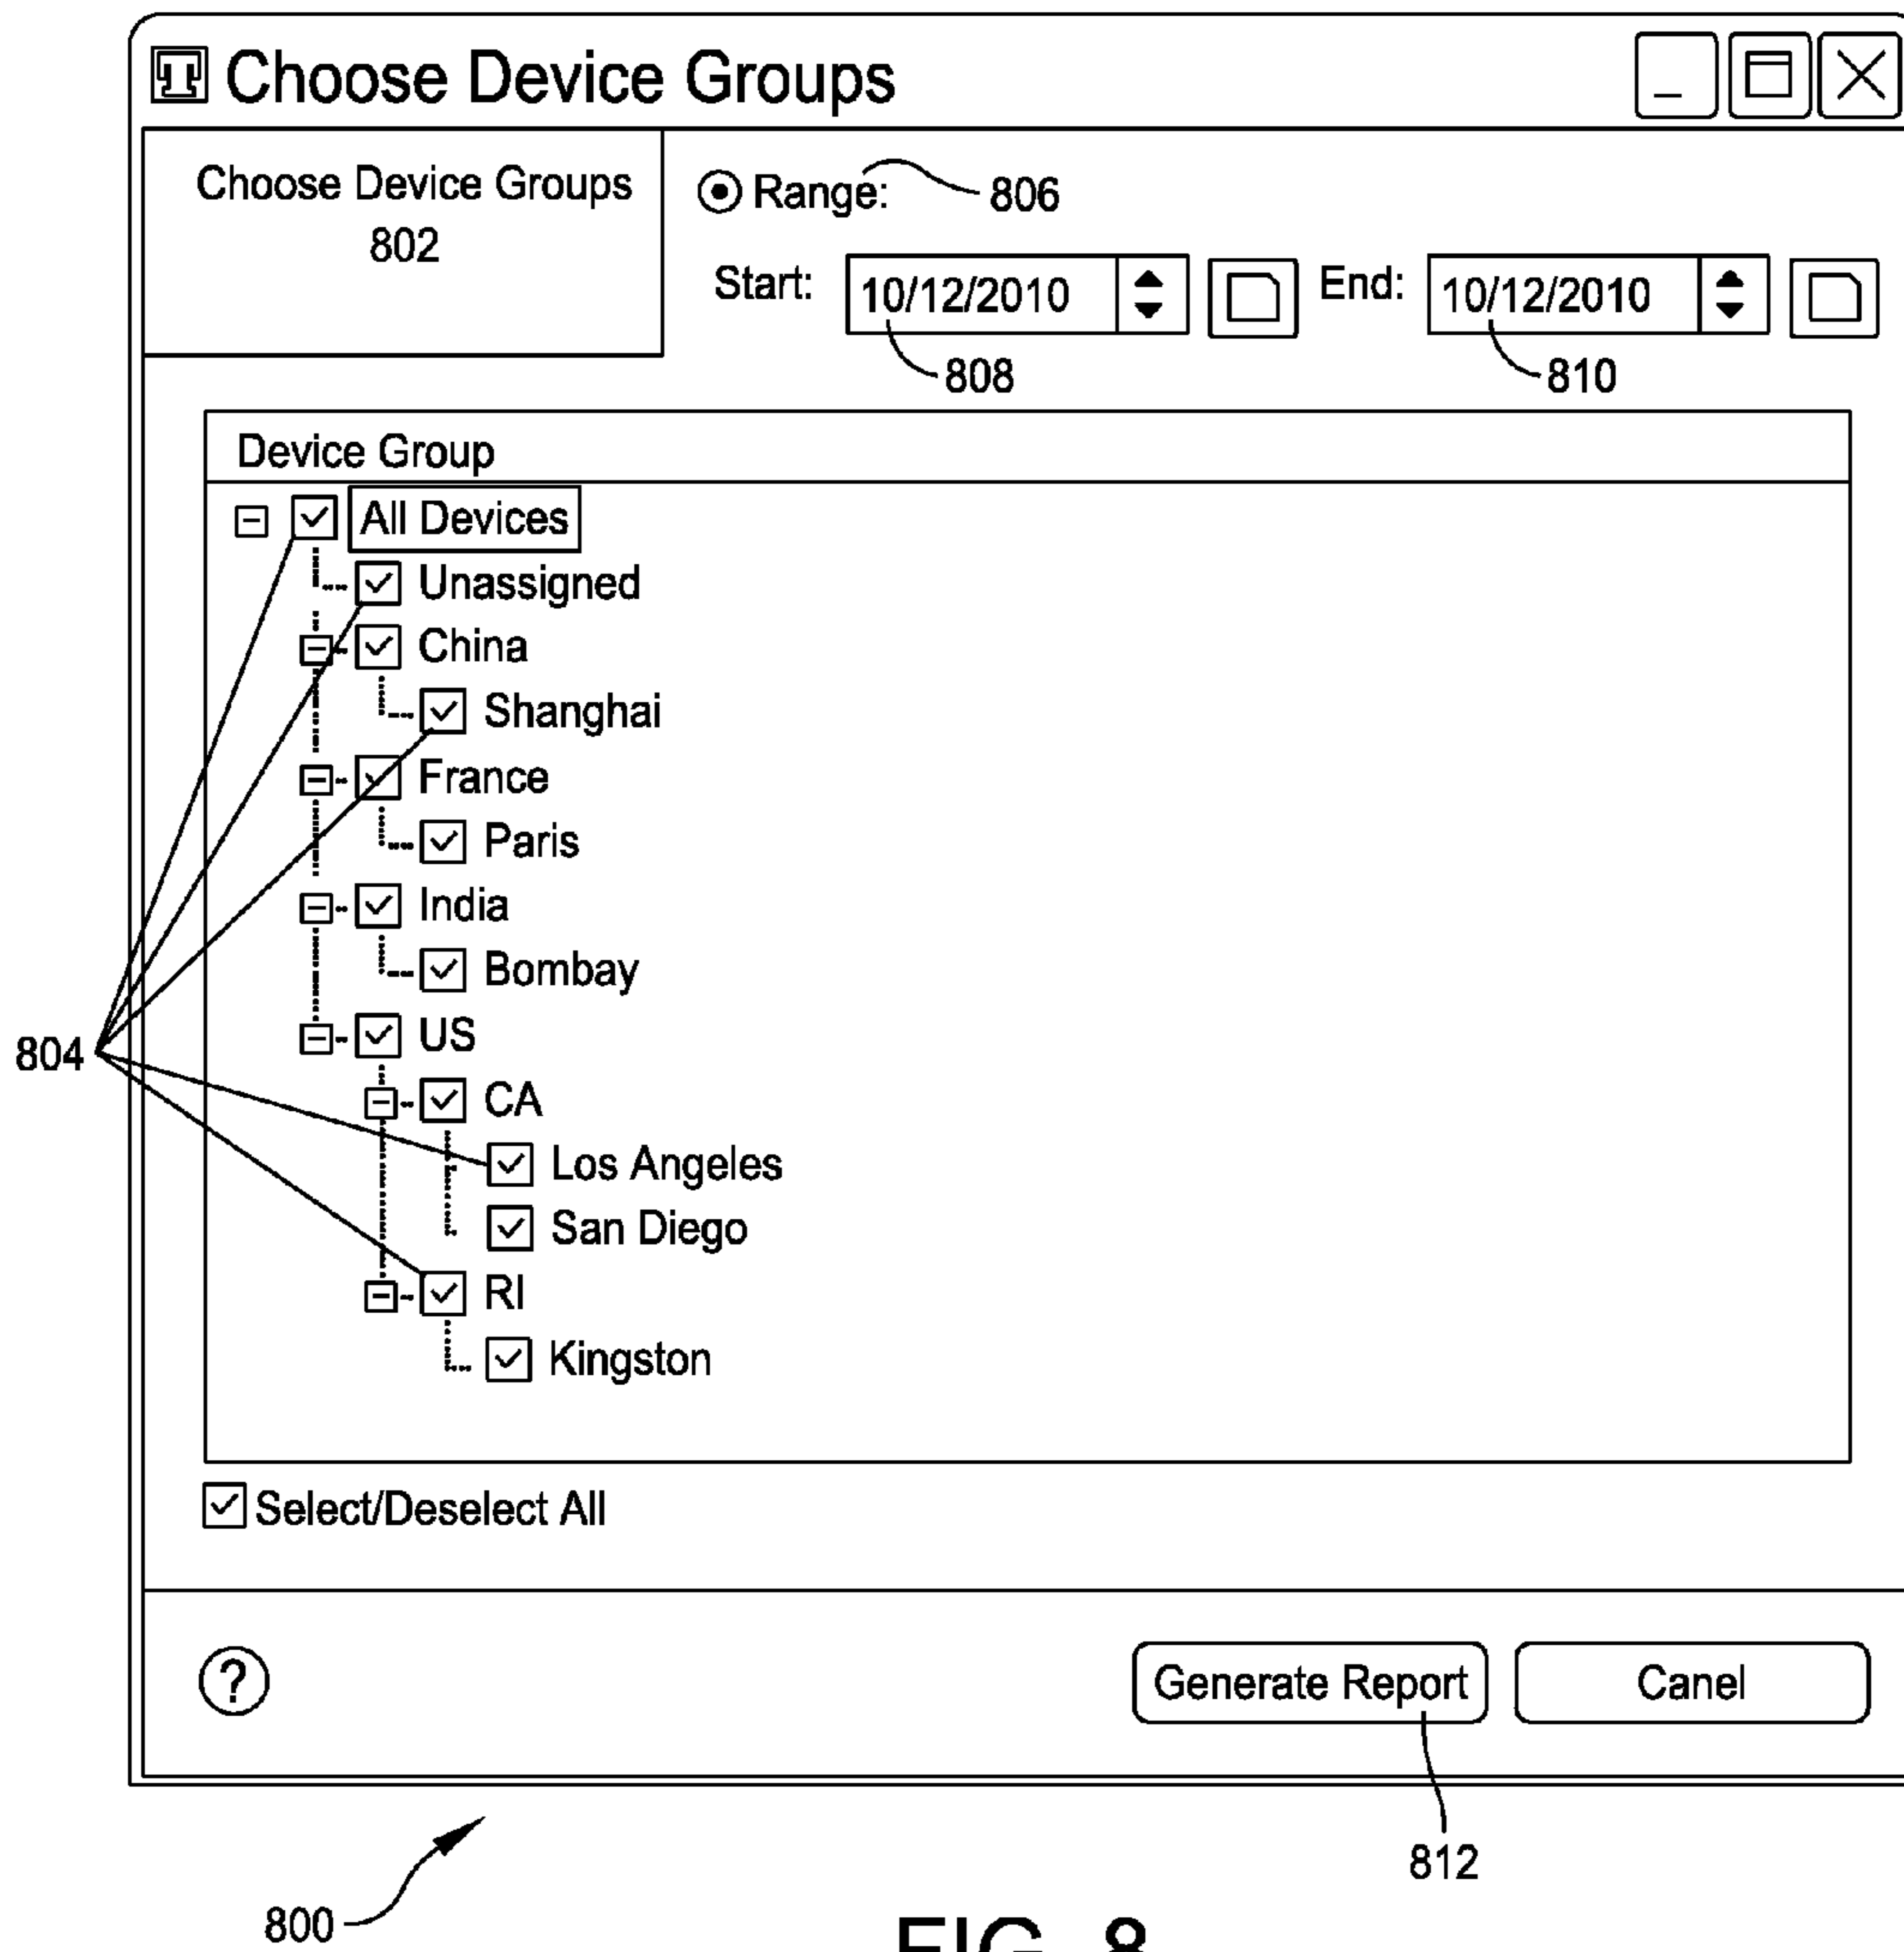 T Choose Device Groups
Choose Device Groups
802
Range:
806
Start: 10/12/2010 End: 10/12/2010
808 810
Device Group
All Devices
Unassigned
China
Shanghai
France
Paris
India
Bombay
804
US
CA
Los Angeles
San Diego
RI
Kingston
Select/Deselect All
? Generate Report Canel
812
800
FIG. 8